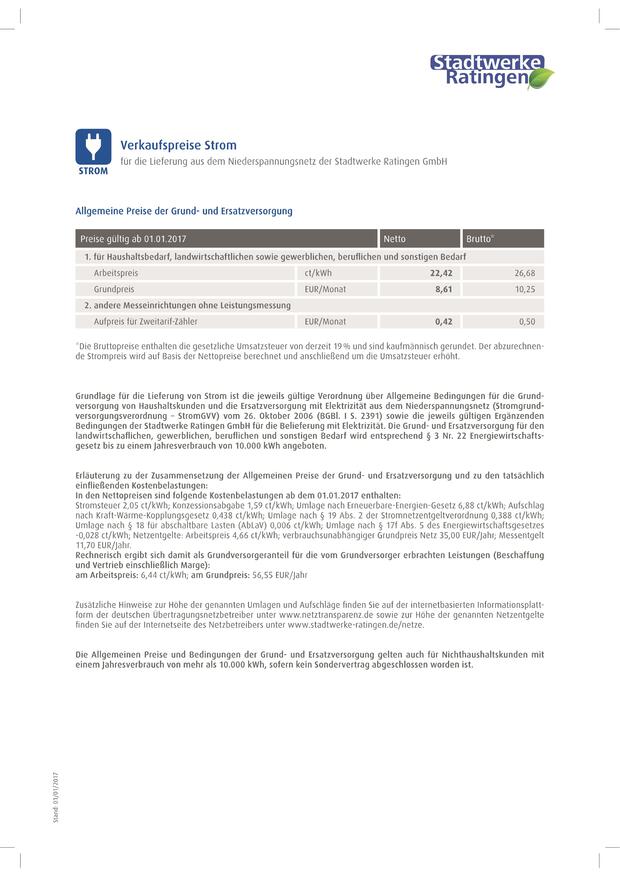 Stadtwerke
Ratingen
STROM
Verkaufspreise Strom
für die Lieferung aus dem Niederspannungsnetz der Stadtwerke Ratingen GmbH
Allgemeine Preise der Grund- und Ersatzversorgung
Preise gültig ab 01.01.2017 Netto Brutto*
1. für Haushaltsbedarf, landwirtschaftlichen sowie gewerblichen, beruflichen und sonstigen Bedarf
Arbeitspreis ct/kWh 22,42 26,68
Grundpreis EUR/Monat 8,61 10,25
2. andere Messeinrichtungen ohne Leistungsmessung
Aufpreis für Zweitarif-Zähler EUR/Monat 0,42 0,50
*Die Bruttopreise enthalten die gesetzliche Umsatzsteuer von derzeit 19 % und sind kaufmännisch gerundet. Der abzurechnen-
de Strompreis wird auf Basis der Nettopreise berechnet und anschließend um die Umsatzsteuer erhöht.
Grundlage für die Lieferung von Strom ist die jeweils gültige Verordnung über Allgemeine Bedingungen für die Grund-
versorgung von Haushaltskunden und die Ersatzversorgung mit Elektrizität aus dem Niederspannungsnetz (Stromgrund-
versorgungsverordnung – StromGVV) vom 26. Oktober 2006 (BGBl. I S. 2391) sowie die jeweils gültigen Ergänzenden
Bedingungen der Stadtwerke Ratingen GmbH für die Belieferung mit Elektrizität. Die Grund- und Ersatzversorgung für den
landwirtschaflichen, gewerblichen, beruflichen und sonstigen Bedarf wird entsprechend § 3 Nr. 22 Energiewirtschafts-
gesetz bis zu einem Jahresverbrauch von 10.000 kWh angeboten.
Erläuterung zu der Zusammensetzung der Allgemeinen Preise der Grund- und Ersatzversorgung und zu den tatsächlich
einfließenden Kostenbelastungen:
In den Nettopreisen sind folgende Kostenbelastungen ab dem 01.01.2017 enthalten:
Stromsteuer 2,05 ct/kWh; Konzessionsabgabe 1,59 ct/kWh; Umlage nach Erneuerbare-Energien-Gesetz 6,88 ct/kWh; Aufschlag
nach Kraft-Wärme-Kopplungsgesetz 0,438 ct/kWh; Umlage nach § 19 Abs. 2 der Stromnetzentgeltverordnung 0,388 ct/kWh;
Umlage nach § 18 für abschaltbare Lasten (AbLaV) 0,006 ct/kWh; Umlage nach § 17f Abs. 5 des Energiewirtschaftsgesetzes
-0,028 ct/kWh; Netzentgelte: Arbeitspreis 4,66 ct/kWh; verbrauchsunabhängiger Grundpreis Netz 35,00 EUR/Jahr; Messentgelt
11,70 EUR/Jahr.
Rechnerisch ergibt sich damit als Grundversorgeranteil für die vom Grundversorger erbrachten Leistungen (Beschaffung
und Vertrieb einschließlich Marge):
am Arbeitspreis: 6,44 ct/kWh; am Grundpreis: 56,55 EUR/Jahr
Zusätzliche Hinweise zur Höhe der genannten Umlagen und Aufschläge finden Sie auf der internetbasierten Informationsplatt-
form der deutschen Übertragungsnetzbetreiber unter www.netztransparenz.de sowie zur Höhe der genannten Netzentgelte
finden Sie auf der Internetseite des Netzbetreibers unter www.stadtwerke-ratingen.de/netze.
Die Allgemeinen Preise und Bedingungen der Grund- und Ersatzversorgung gelten auch für Nichthaushaltskunden mit
einem Jahresverbrauch von mehr als 10.000 kWh, sofern kein Sondervertrag abgeschlossen worden ist.
Stand: 01/01/2017